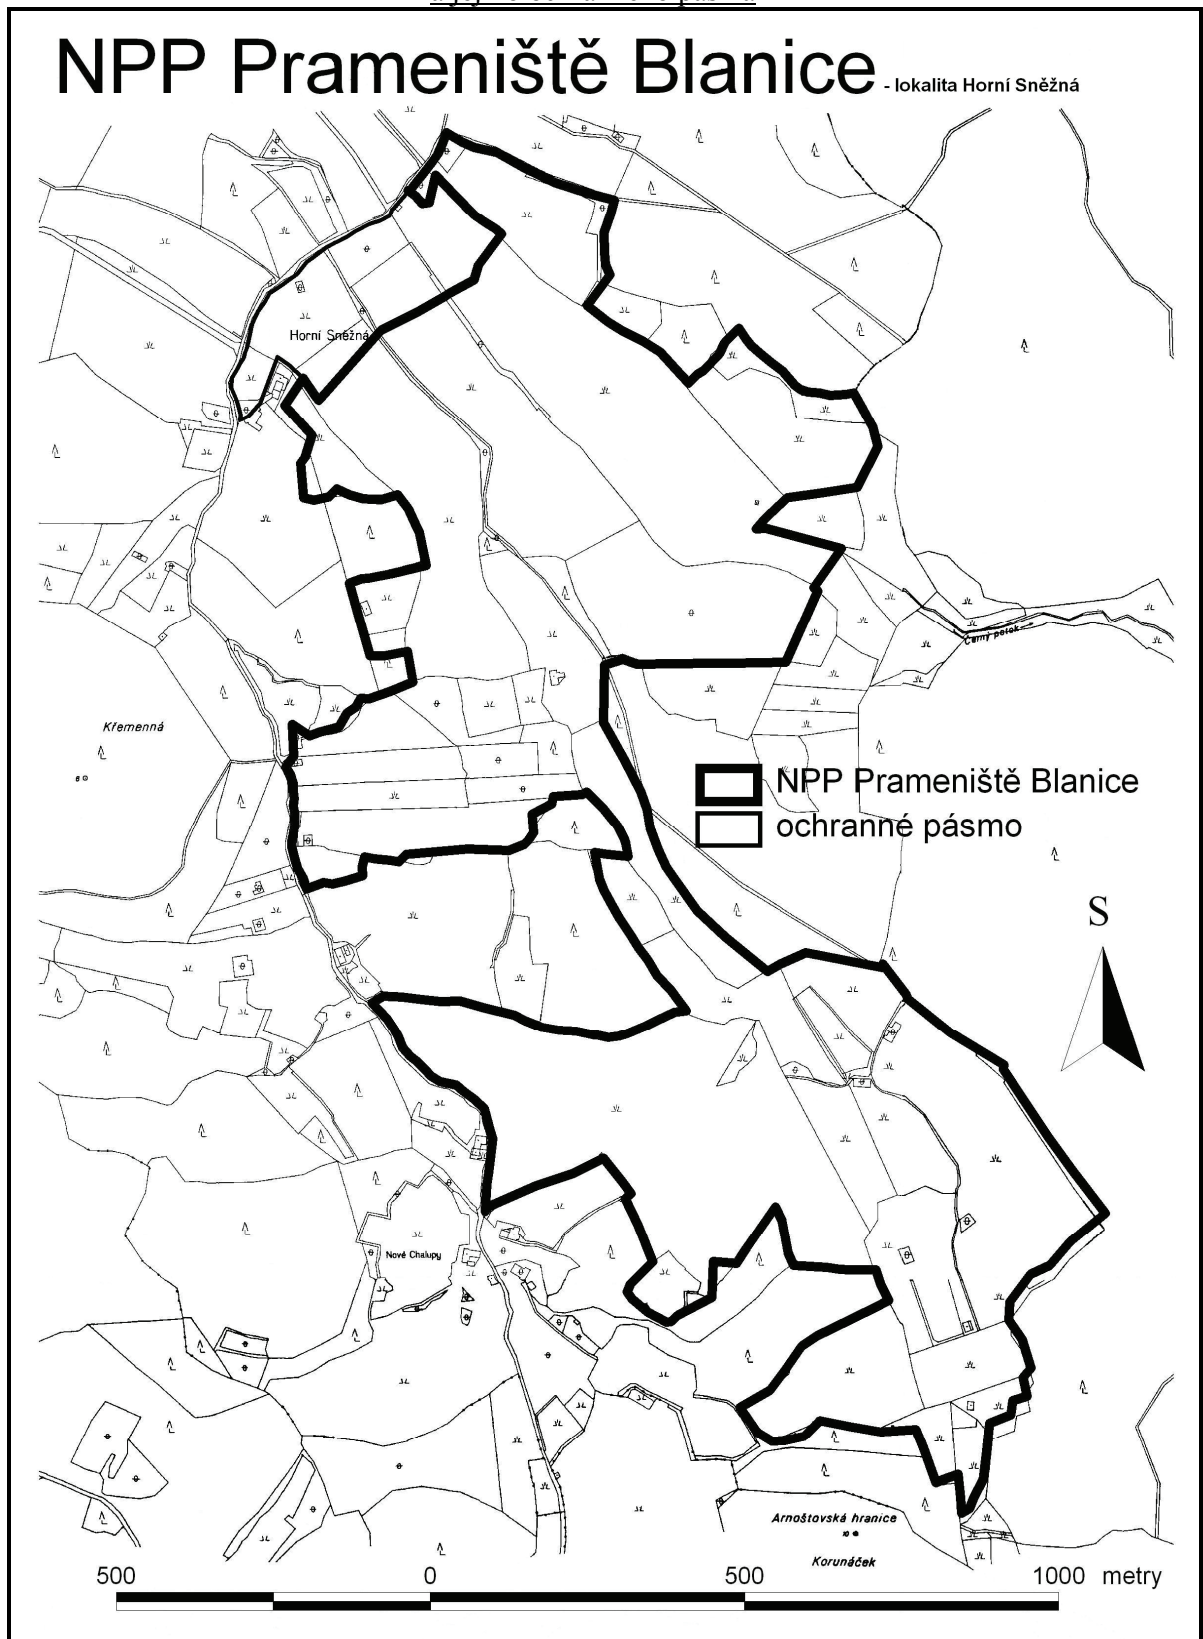 NPP Prameniště Blanice - lokalita Horní Sněžná
Horní Sněžná
Černý potok
Křemenná
NPP Prameniště Blanice
ochranné pásmo
S
Nové Chalupy
Arnoštovská hranice
Korunáček
500 0 500 1000 metry